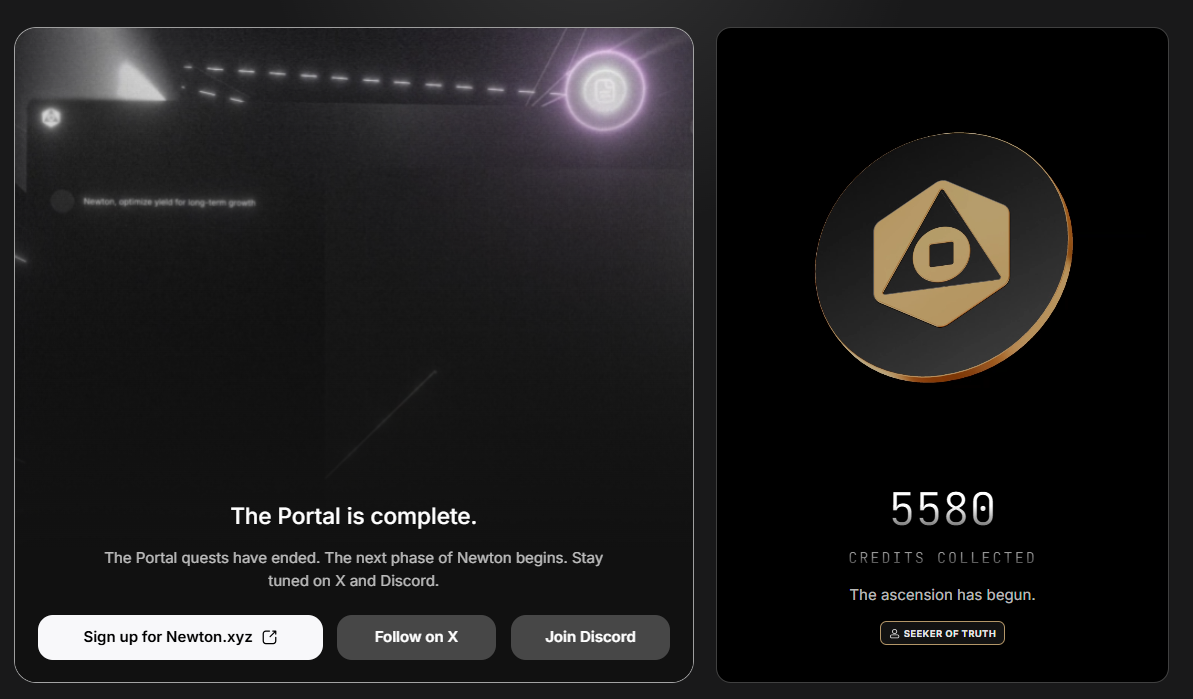 Newton, optimize yield for long-term growth
The Portal is complete.
The Portal quests have ended. The next phase of Newton begins. Stay
tuned on X and Discord.
Sign up for Newton.xyz
Follow on X
Join Discord
5580
CREDITS COLLECTED
The ascension has begun.
SEEKER OF TRUTH